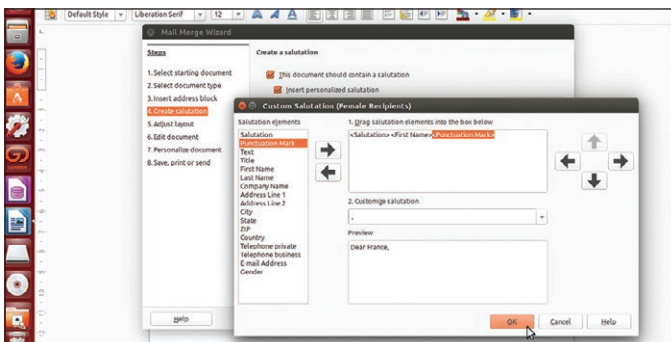 Default Style
Liberation Serif
12
Mail Merge Wizard
Steps
1. Select starting document
2. Select document type
3. Insert address block
4. Create salutation
5. Adjust layout
6. Edit document
7. Personalize document
8. Save, print or send
Help
Create a salutation
This document should contain a salutation
Insert personalized salutation
Custom Salutation (Female Recipients)
Salutation elements
Salutation
Punctuation Mark
Text
Title
First Name
Last Name
Company Name
Address Line 1
Address Line 2
City
State
ZIP
Country
Telephone private
Telephone business
E-mail Address
Gender
1. Drag salutation elements into the box below
<Salutation> <First Name><Punctuation Mark>
2. Customize salutation
,
Preview
Dear France,
OK
Cancel
Help